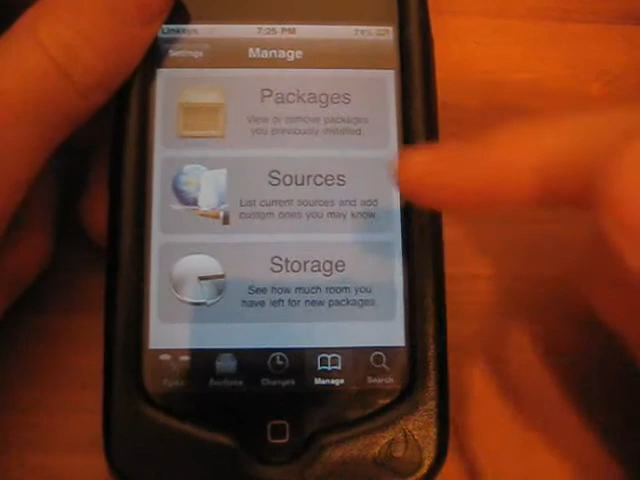 Linksys 7:25 PM
Settings Manage
Packages
View or remove packages
you previously installed.
Sources
List current sources and add
custom ones you may know.
Storage
See how much room you
have left for new packages.
Sections Changes Manage Search